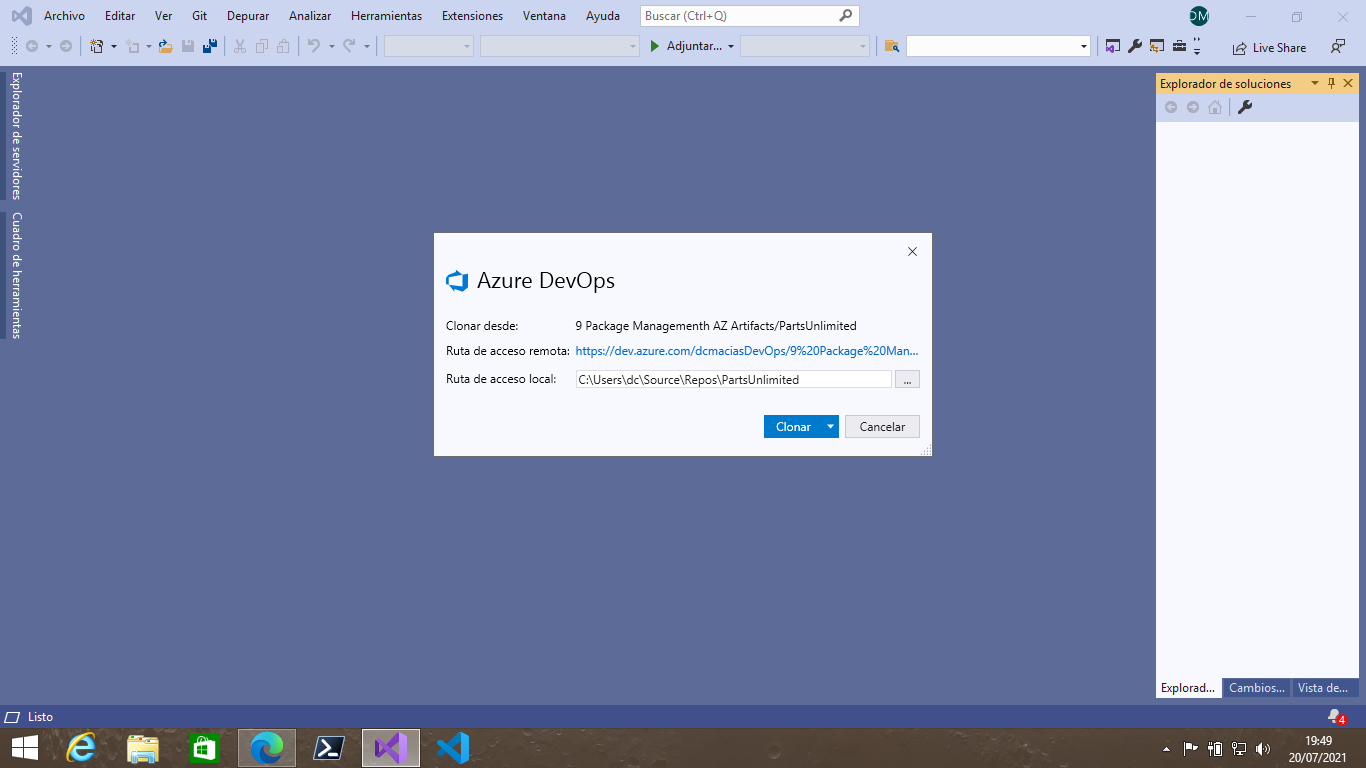 Archivo Editar Ver Git Depurar Analizar Herramientas Extensiones Ventana Ayuda Buscar (Ctrl+Q) DM
Adjuntar... Live Share
Explorador de servidores
Cuadro de herramientas
Explorador de soluciones
Azure DevOps
Clonar desde: 9 Package Managementh AZ Artifacts/PartsUnlimited
Ruta de acceso remota: https://dev.azure.com/dcmaciasDevOps/9%20Package%20Man...
Ruta de acceso local: C:\Users\dc\Source\Repos\PartsUnlimited ...
Clonar Cancelar
Explorad... Cambios... Vista de...
Listo 4
19:49
20/07/2021